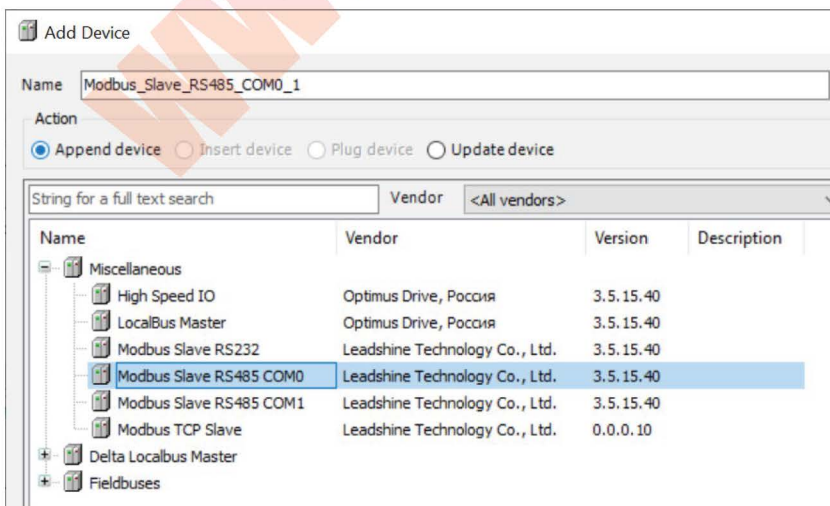 Add Device
Name Modbus_Slave_RS485_COM0_1
Action
Append device Insert device Plug device Update device
String for a full text search Vendor <All vendors>
Name Vendor Version Description
Miscellaneous
High Speed IO Optimus Drive, Россия 3.5.15.40
LocalBus Master Optimus Drive, Россия 3.5.15.40
Modbus Slave RS232 Leadshine Technology Co., Ltd. 3.5.15.40
Modbus Slave RS485 COM0 Leadshine Technology Co., Ltd. 3.5.15.40
Modbus Slave RS485 COM1 Leadshine Technology Co., Ltd. 3.5.15.40
Modbus TCP Slave Leadshine Technology Co., Ltd. 0.0.0.10
Delta Localbus Master
Fieldbuses